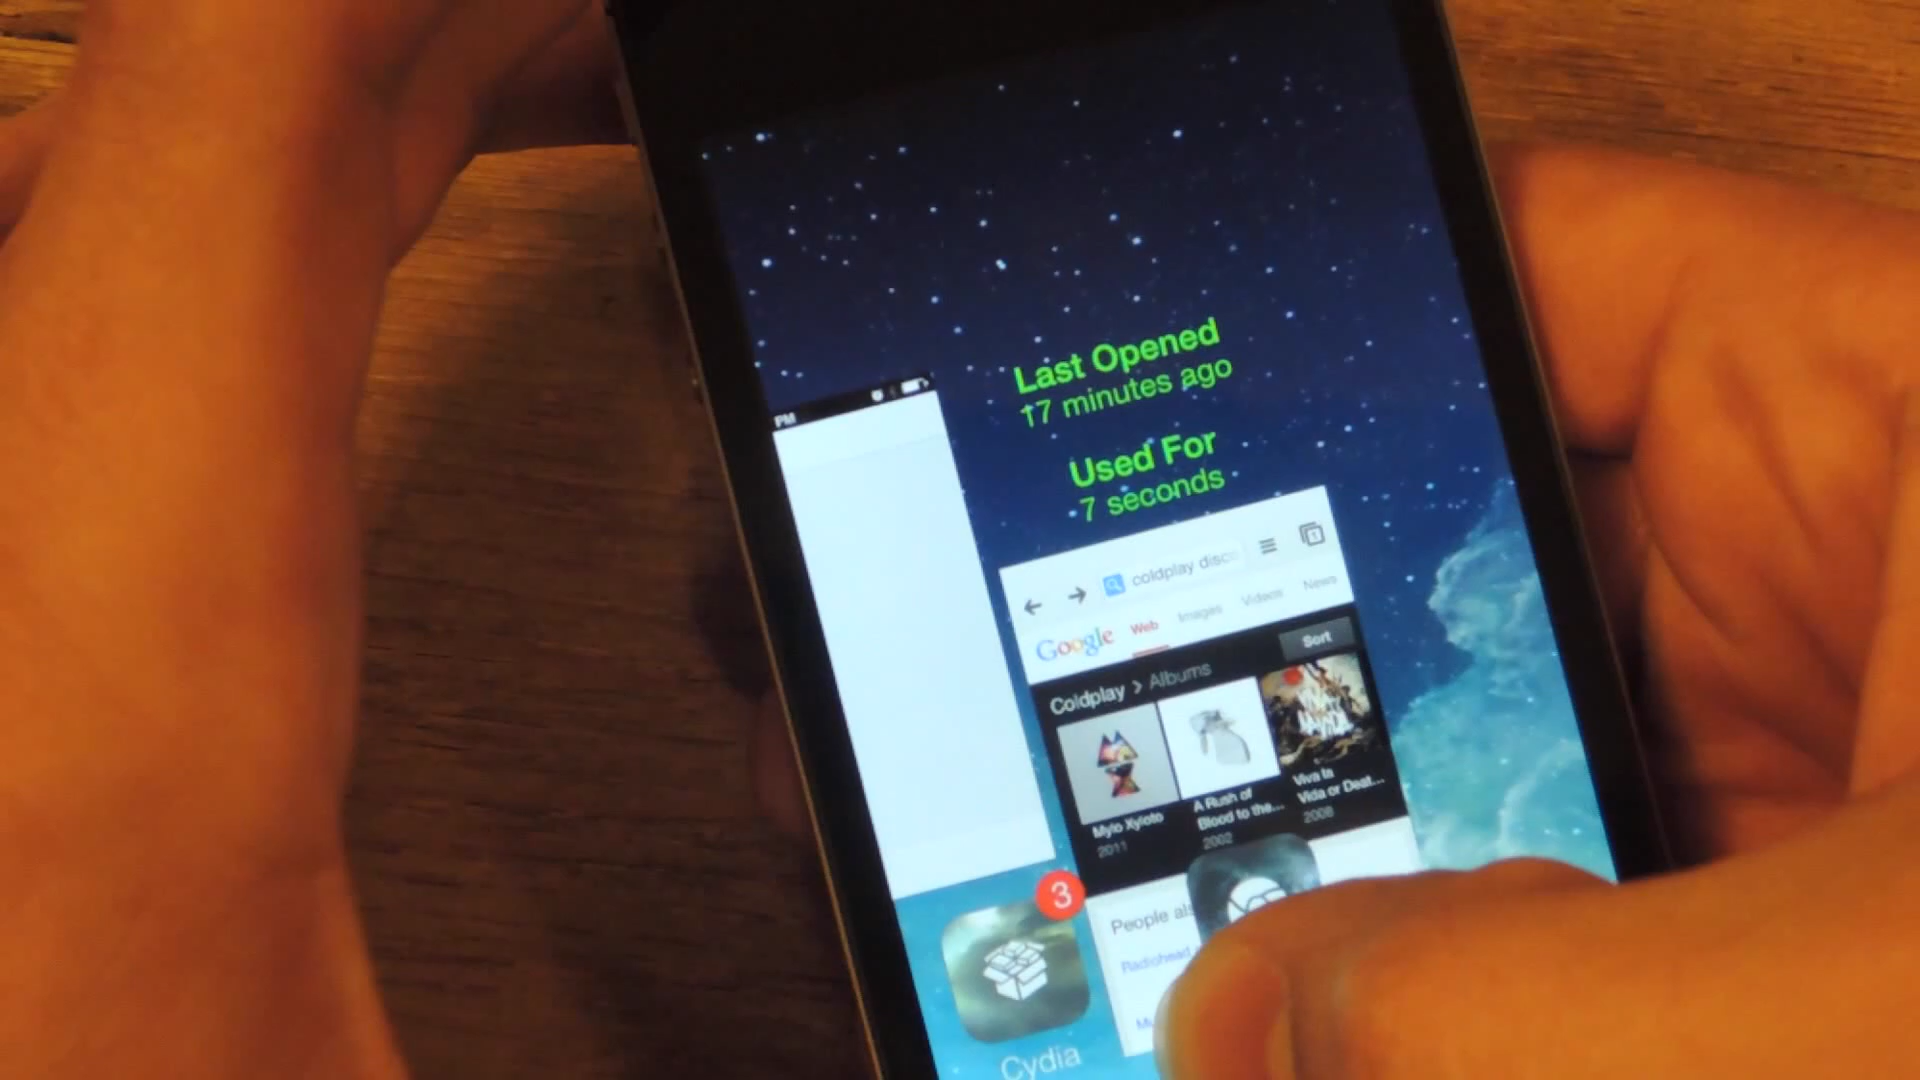 Last Opened
17 minutes ago
Used For
7 seconds
PM
coldplay disc
Google Web Images Videos News
Sort
Coldplay > Albums
Mylo Xyloto
2011
A Rush of
Blood to the...
2002
Viva la
Vida or Deat...
2008
People als
Radiohead
3
Cydia